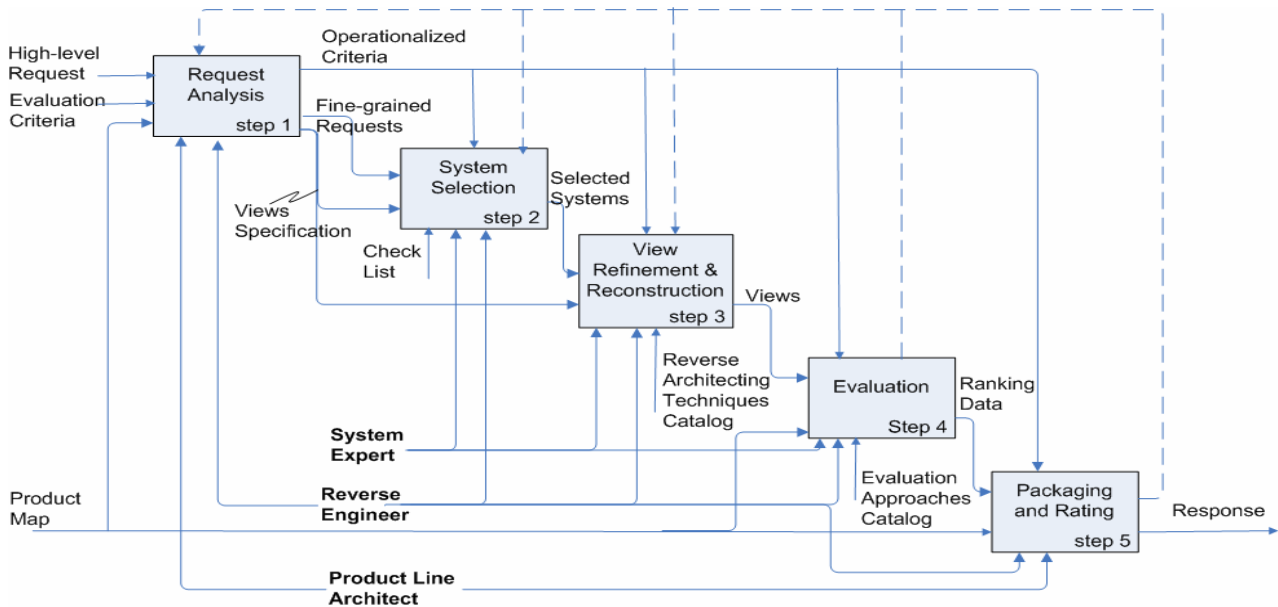 High-level
Request
Evaluation
Criteria
Request
Analysis
step 1
Operationalized
Criteria
Fine-grained
Requests
Views
Specification
System
Selection
step 2
Check
List
Selected
Systems
View
Refinement &
Reconstruction
step 3
Views
Reverse
Architecting
Techniques
Catalog
Evaluation
Step 4
Ranking
Data
System
Expert
Reverse
Engineer
Product
Map
Evaluation
Approaches
Catalog
Packaging
and Rating
step 5
Response
Product Line
Architect